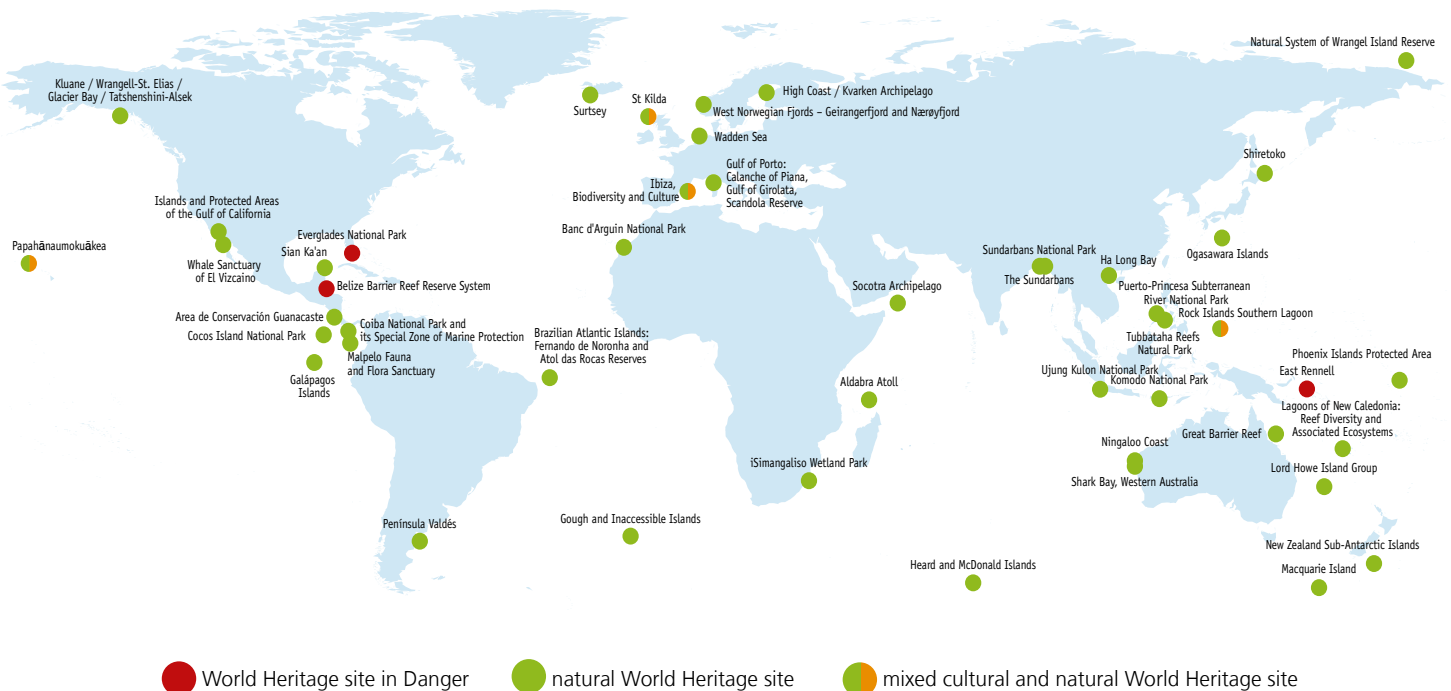 Natural System of Wrangel Island Reserve
Kluane / Wrangell-St. Elias /
Glacier Bay / Tatshenshini-Alsek
Surtsey
St Kilda
High Coast / Kvarken Archipelago
West Norwegian Fjords – Geirangerfjord and Nærøyfjord
Wadden Sea
Shiretoko
Gulf of Porto:
Calanche of Piana,
Gulf of Girolata,
Scandola Reserve
Ibiza,
Biodiversity and Culture
Islands and Protected Areas
of the Gulf of California
Papahānaumokuākea
Everglades National Park
Sian Ka'an
Whale Sanctuary
of El Vizcaino
Belize Barrier Reef Reserve System
Banc d'Arguin National Park
Sundarbans National Park
The Sundarbans
Ha Long Bay
Ogasawara Islands
Socotra Archipelago
Puerto-Princesa Subterranean
River National Park
Rock Islands Southern Lagoon
Tubbataha Reefs
Natural Park
Area de Conservación Guanacaste
Cocos Island National Park
Coiba National Park and
its Special Zone of Marine Protection
Malpelo Fauna
and Flora Sanctuary
Galápagos
Islands
Brazilian Atlantic Islands:
Fernando de Noronha and
Atol das Rocas Reserves
Aldabra Atoll
Ujung Kulon National Park
Komodo National Park
Phoenix Islands Protected Area
East Rennell
Lagoons of New Caledonia:
Reef Diversity and
Associated Ecosystems
Great Barrier Reef
Ningaloo Coast
Shark Bay, Western Australia
Lord Howe Island Group
iSimangaliso Wetland Park
Península Valdés
Gough and Inaccessible Islands
Heard and McDonald Islands
New Zealand Sub-Antarctic Islands
Macquarie Island
World Heritage site in Danger
natural World Heritage site
mixed cultural and natural World Heritage site